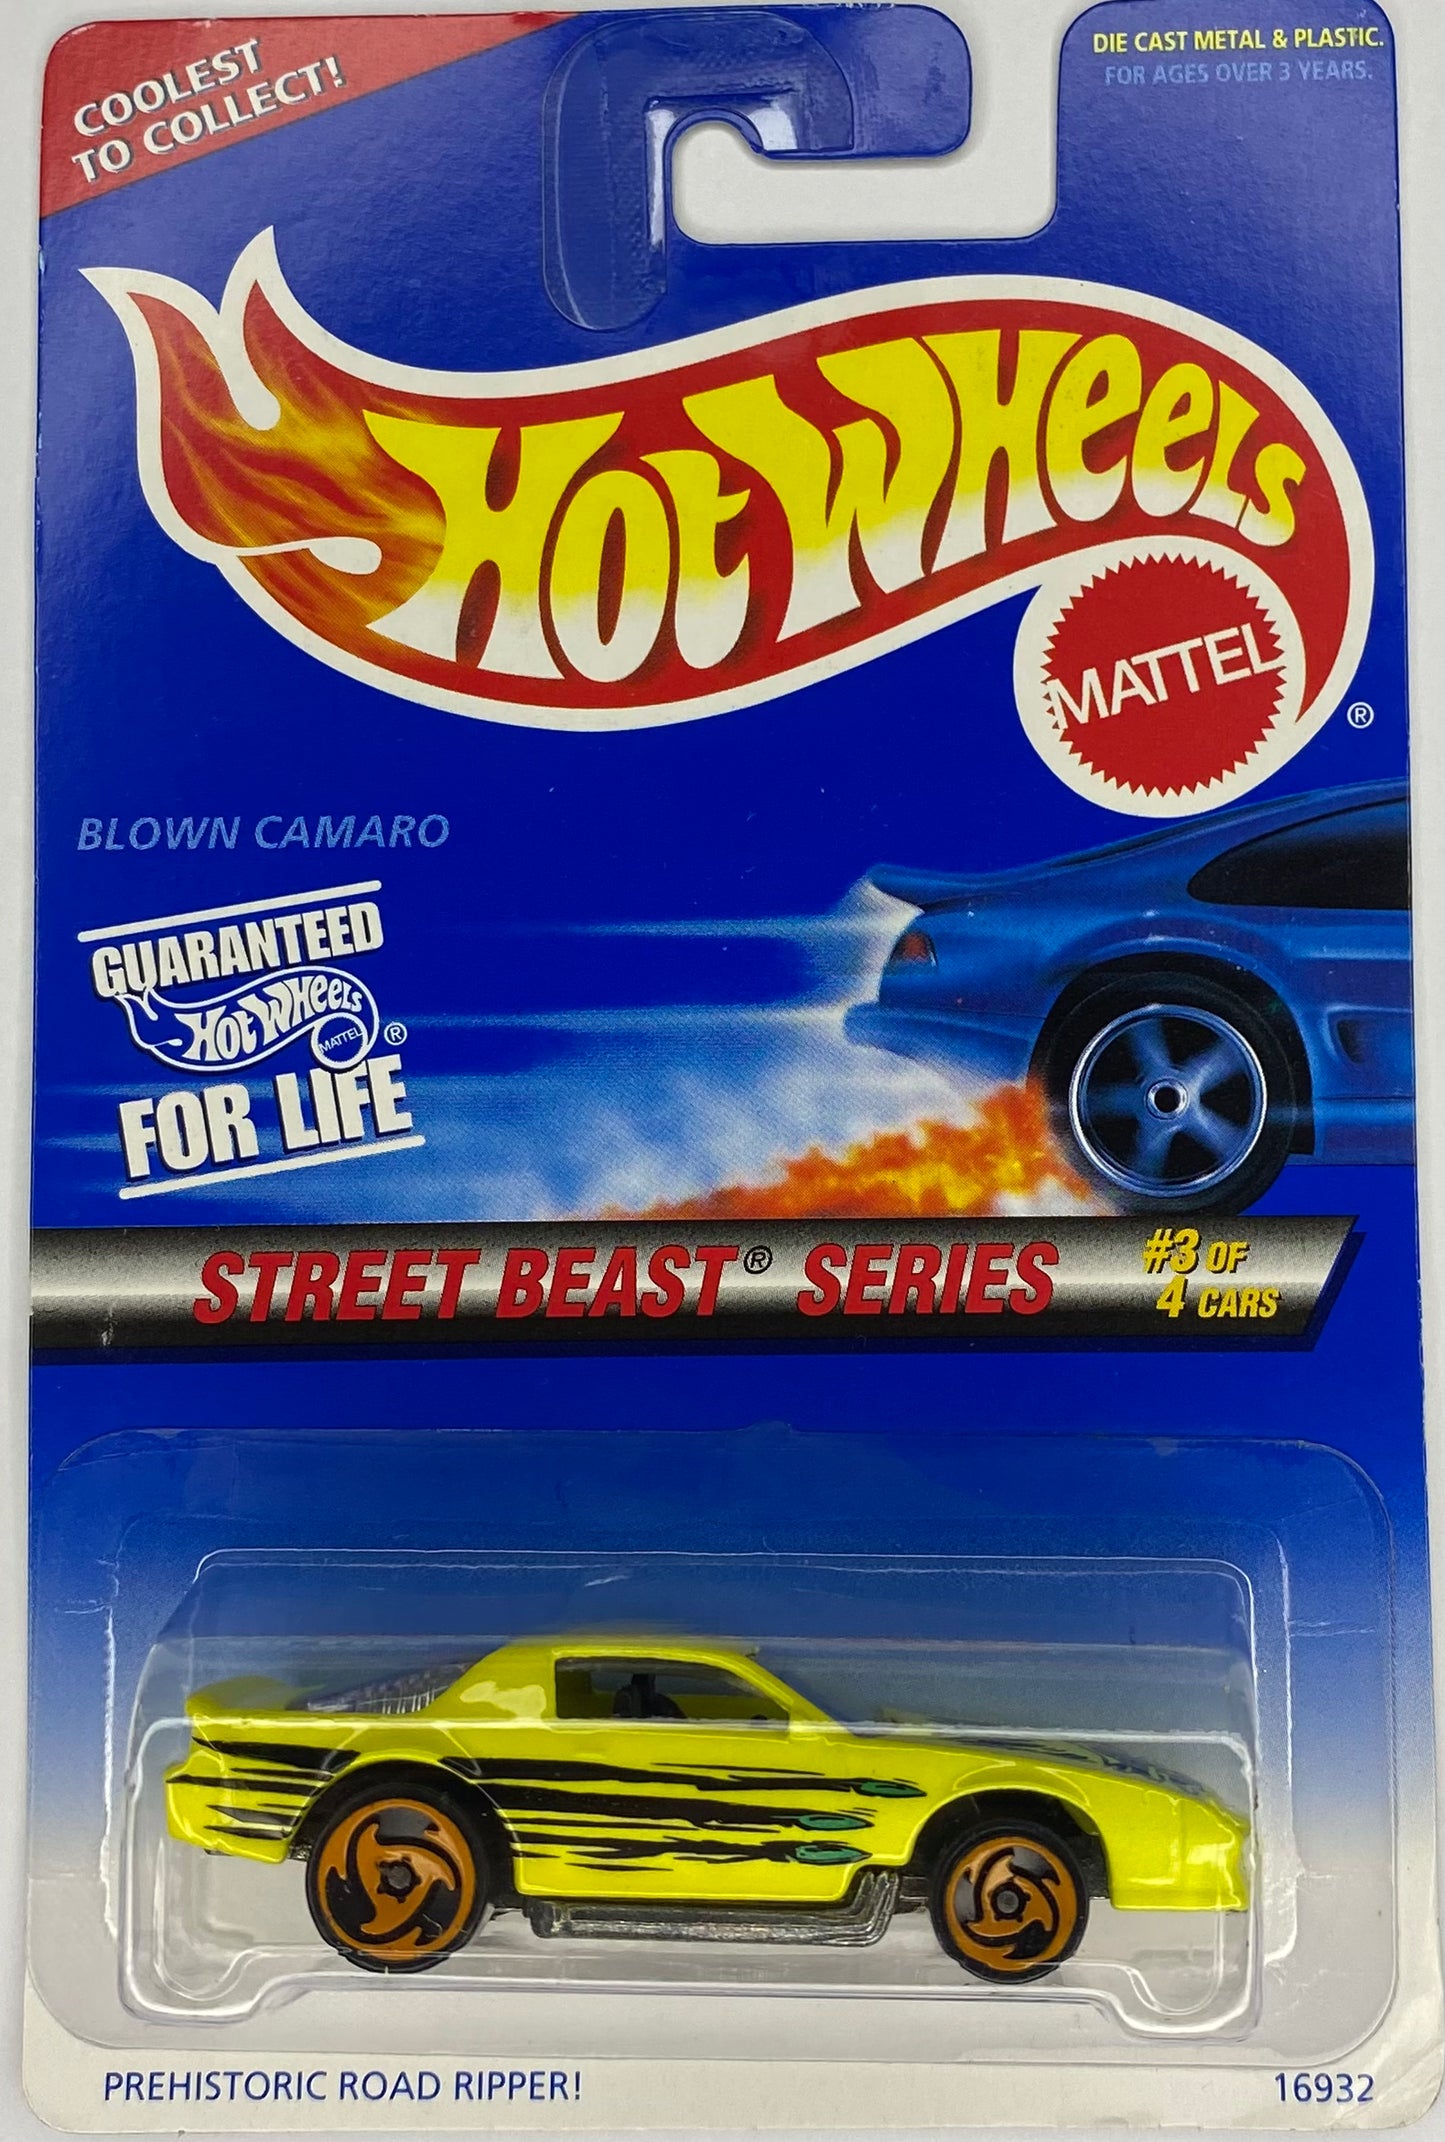 COOLEST
TO COLLECT!
DIE CAST METAL & PLASTIC.
FOR AGES OVER 3 YEARS.
HOT WHEELS
MATTEL
®
BLOWN CAMARO
GUARANTEED
HOT WHEELS
MATTEL ®
FOR LIFE
STREET BEAST® SERIES
#3 OF
4 CARS
PREHISTORIC ROAD RIPPER!
16932